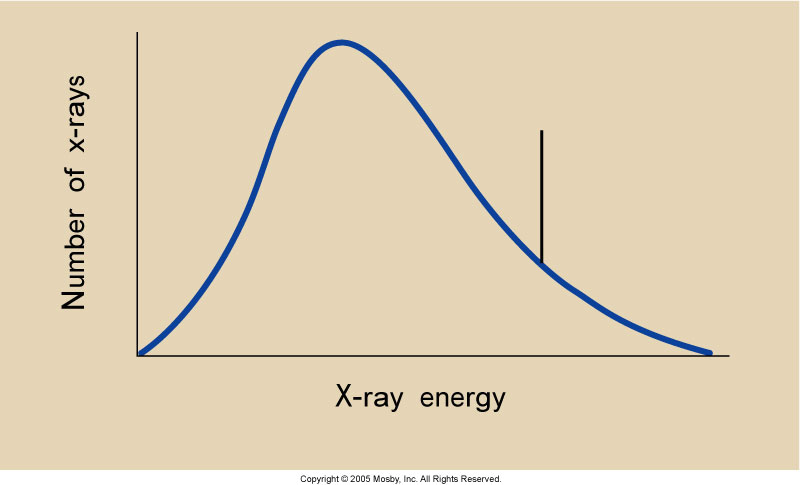 Number of x-rays
X-ray energy
Copyright © 2005 Mosby, Inc. All Rights Reserved.